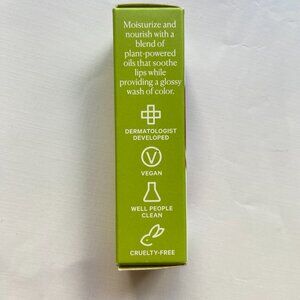 Moisturize and
nourish with a
blend of
plant-powered
oils that soothe
lips while
providing a glossy
wash of color.
DERMATOLOGIST
DEVELOPED
V
VEGAN
WELL PEOPLE
CLEAN
CRUELTY-FREE